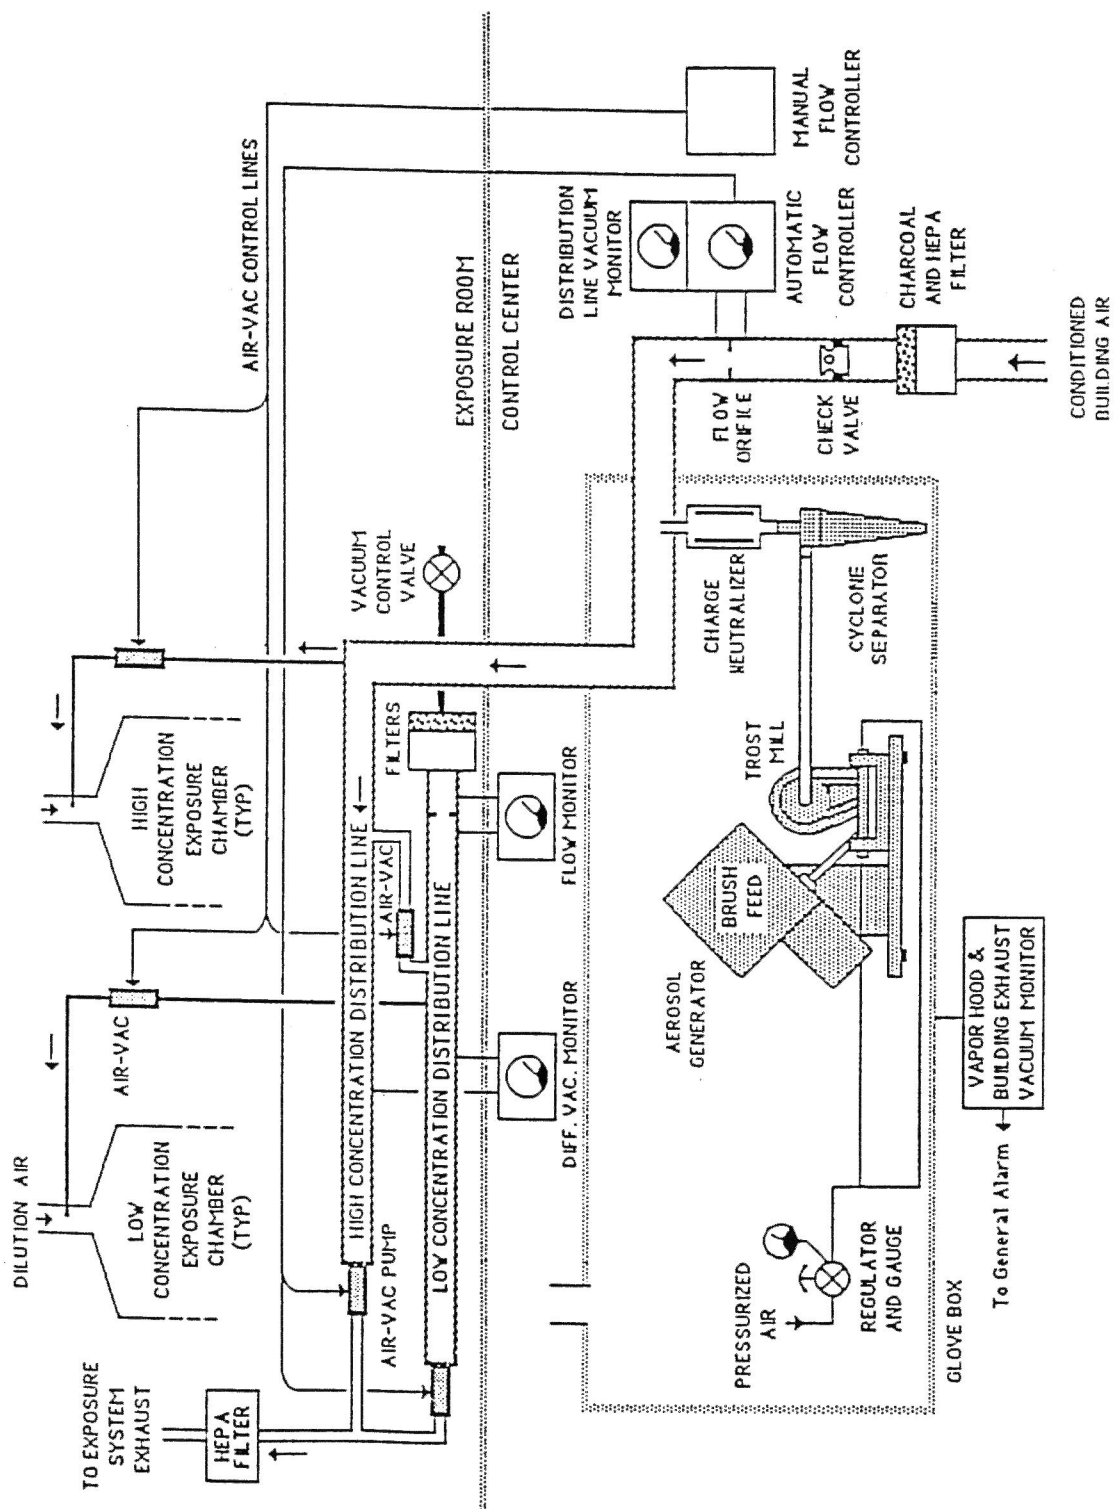 DILUTION AIR
TO EXPOSURE
SYSTEM
EXHAUST
HEPA
FILTER
LOW
CONCENTRATION
EXPOSURE
CHAMBER
(TYP)
AIR-VAC
HIGH
CONCENTRATION
EXPOSURE
CHAMBER
(TYP)
AIR-VAC CONTROL LINES
AIR-VAC PUMP
HIGH CONCENTRATION DISTRIBUTION LINE
AIR-VAC
LOW CONCENTRATION DISTRIBUTION LINE
FILTERS
VACUUM
CONTROL
VALVE
EXPOSURE ROOM
CONTROL CENTER
DIFF. VAC. MONITOR
FLOW MONITOR
DISTRIBUTION
LINE VACUUM
MONITOR
AUTOMATIC
FLOW
CONTROLLER
MANUAL
FLOW
CONTROLLER
FLOW
ORIFICE
CHECK
VALVE
CHARCOAL
AND HEPA
FILTER
CONDITIONED
BUILDING AIR
AEROSOL
GENERATOR
BRUSH
FEED
TROST
MILL
CHARGE
NEUTRALIZER
CYCLONE
SEPARATOR
PRESSURIZED
AIR
REGULATOR
AND GAUGE
GLOVE BOX
To General Alarm
VAPOR HOOD &
BUILDING EXHAUST
VACUUM MONITOR